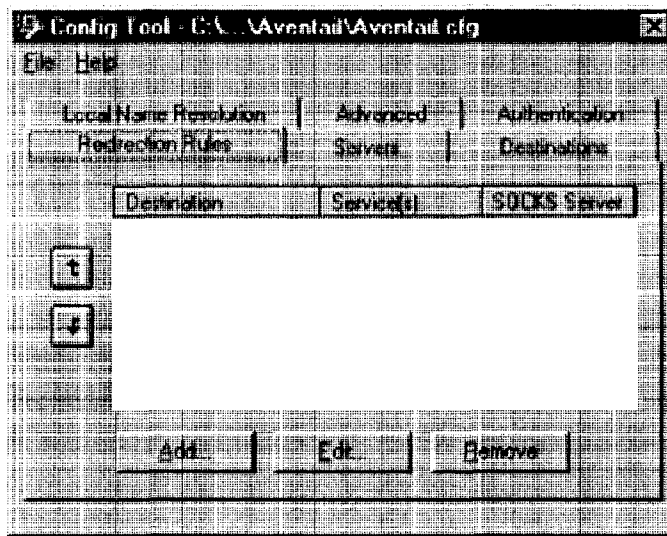 Config Tool - C:\...\Aventail\Aventail.cfg
File Help
Local Name Resolution Advanced Authentication
Redirection Rules Servers Destinations
Destination Service(s) SOCKS Server
Add... Edit... Remove